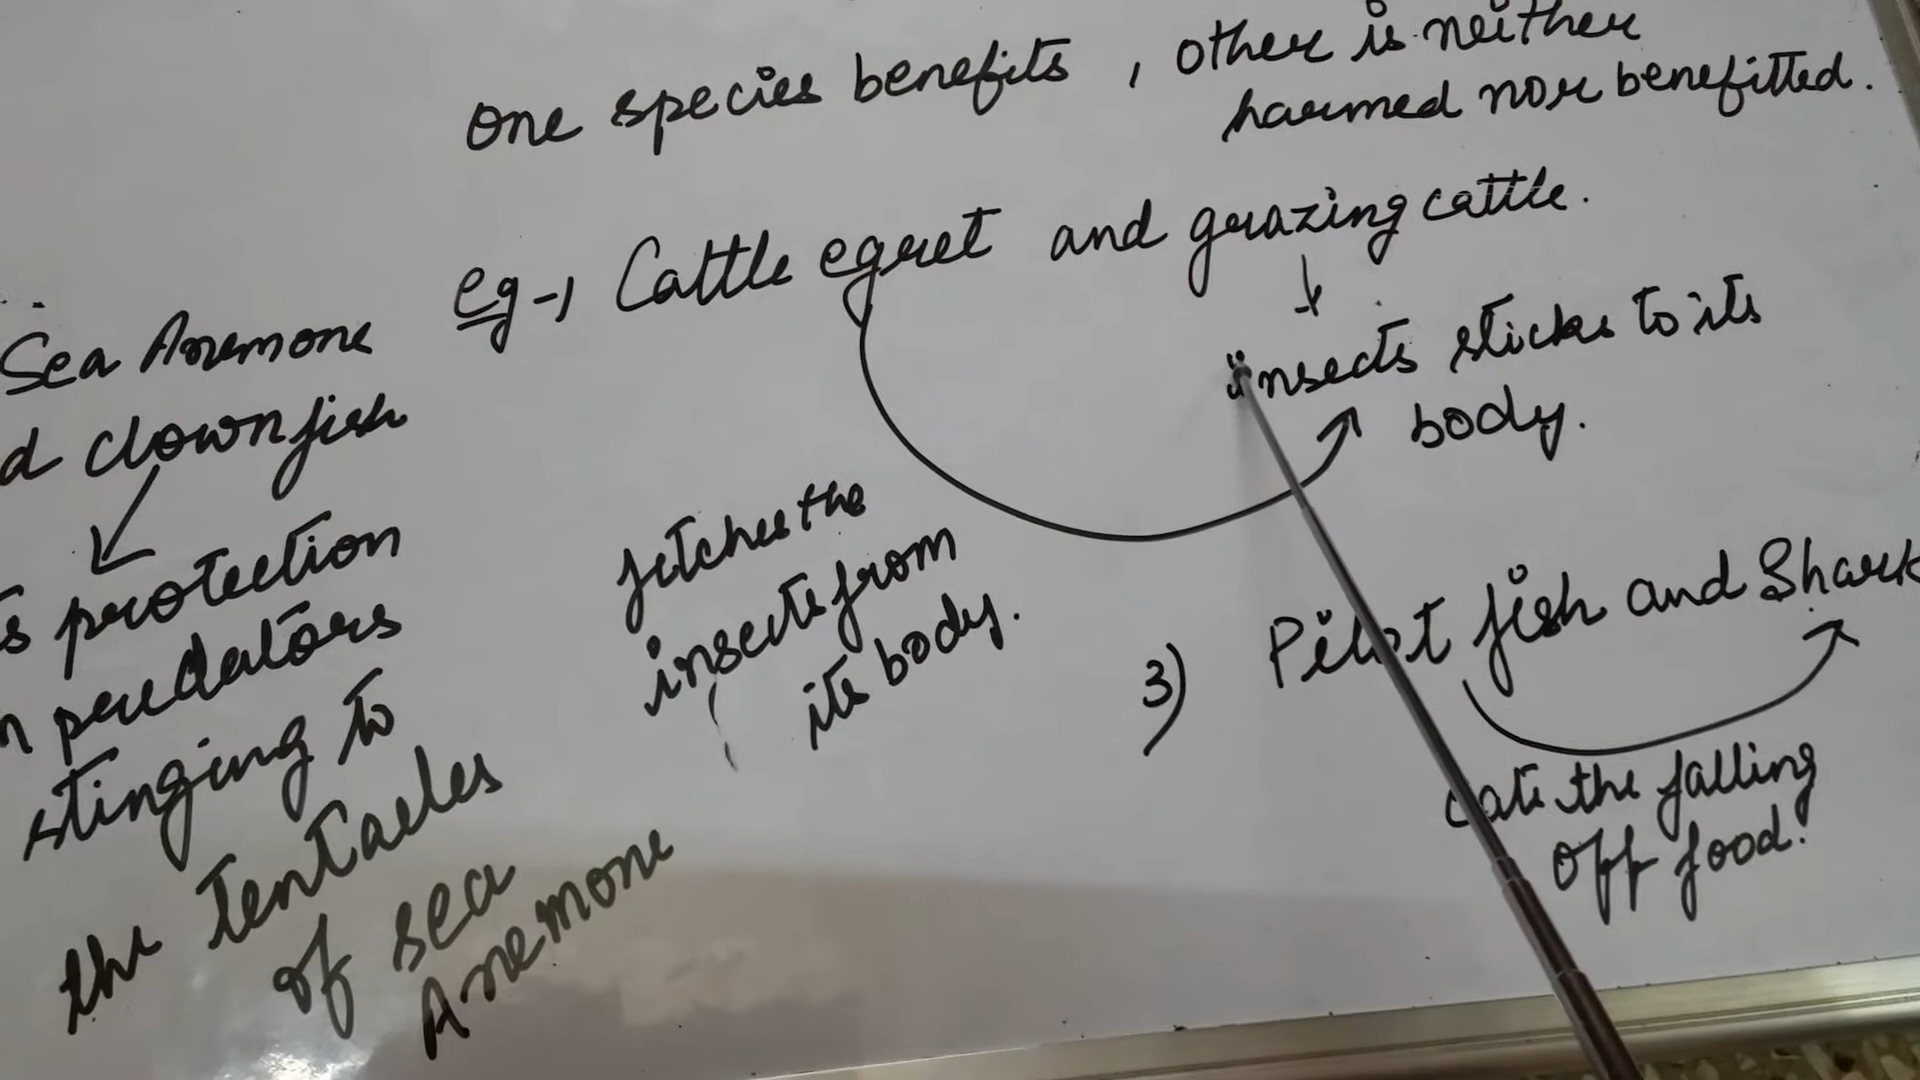 One species benefits, other is neither
harmed nor benefitted.
eg-1 Cattle egret and grazing cattle.
insects sticks to its
body.
fetches the
insects from
its body.
Sea Anemone
d clownfish
s protection
n predators
stinging to
the tentacles
of sea
Anemone
3) Pilot fish and Shark
eats the falling
off food.